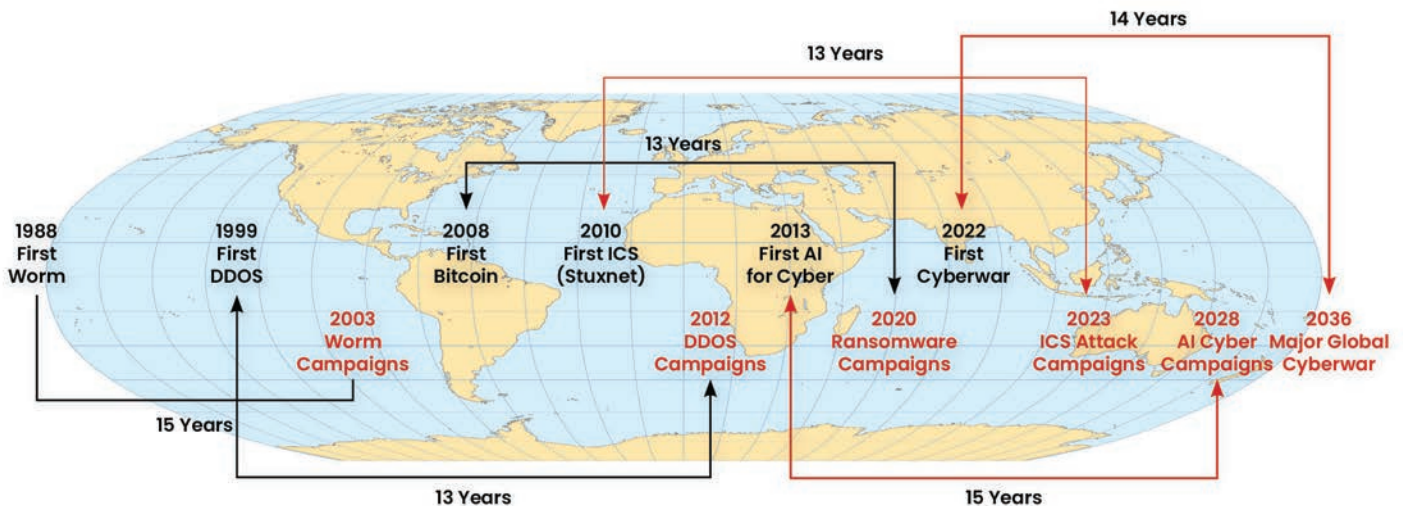 14 Years
13 Years
13 Years
1988
First
Worm
1999
First
DDOS
2008
First
Bitcoin
2010
First ICS
(Stuxnet)
2013
First AI
for Cyber
2022
First
Cyberwar
2003
Worm
Campaigns
2012
DDOS
Campaigns
2020
Ransomware
Campaigns
2023
ICS Attack
Campaigns
2028
AI Cyber
Campaigns
2036
Major Global
Cyberwar
15 Years
13 Years
15 Years